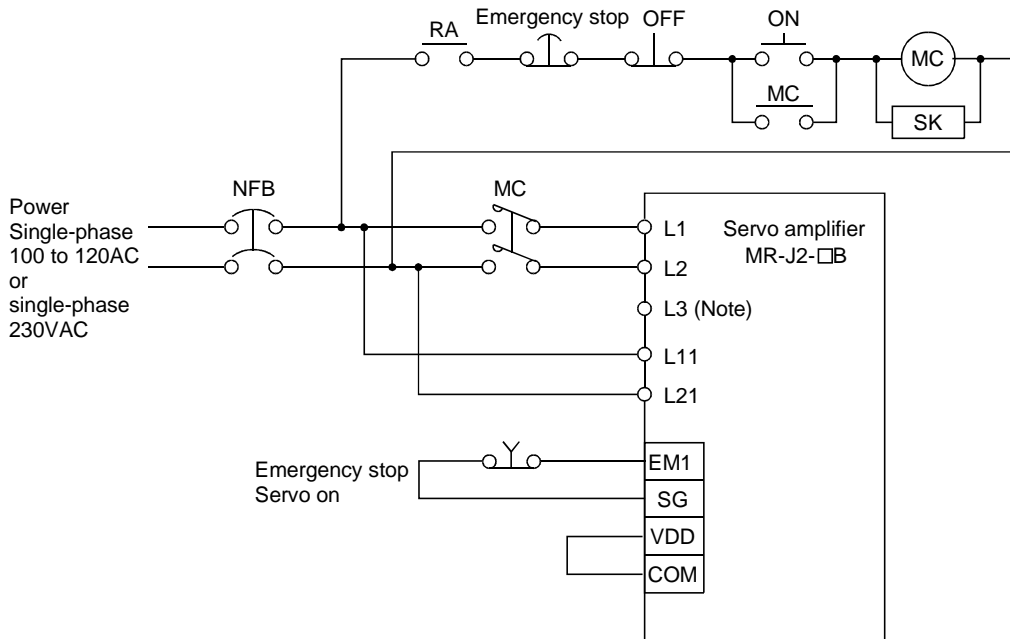 Emergency stop
OFF
ON
RA
MC
MC
SK
NFB
MC
Power
Single-phase
100 to 120AC
or
single-phase
230VAC
L1
Servo amplifier
MR-J2-□B
L2
L3 (Note)
L11
L21
Emergency stop
Servo on
EM1
SG
VDD
COM